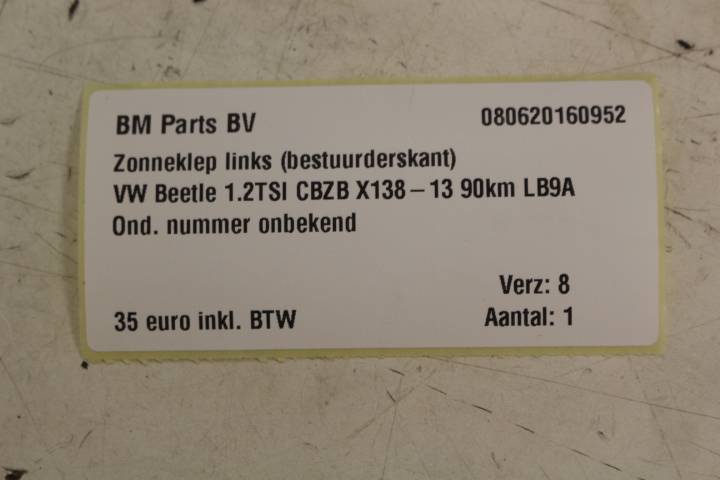 BM Parts BV 080620160952
Zonneklep links (bestuurderskant)
VW Beetle 1.2TSI CBZB X138 – 13 90km LB9A
Ond. nummer onbekend
Verz: 8
35 euro inkl. BTW Aantal: 1